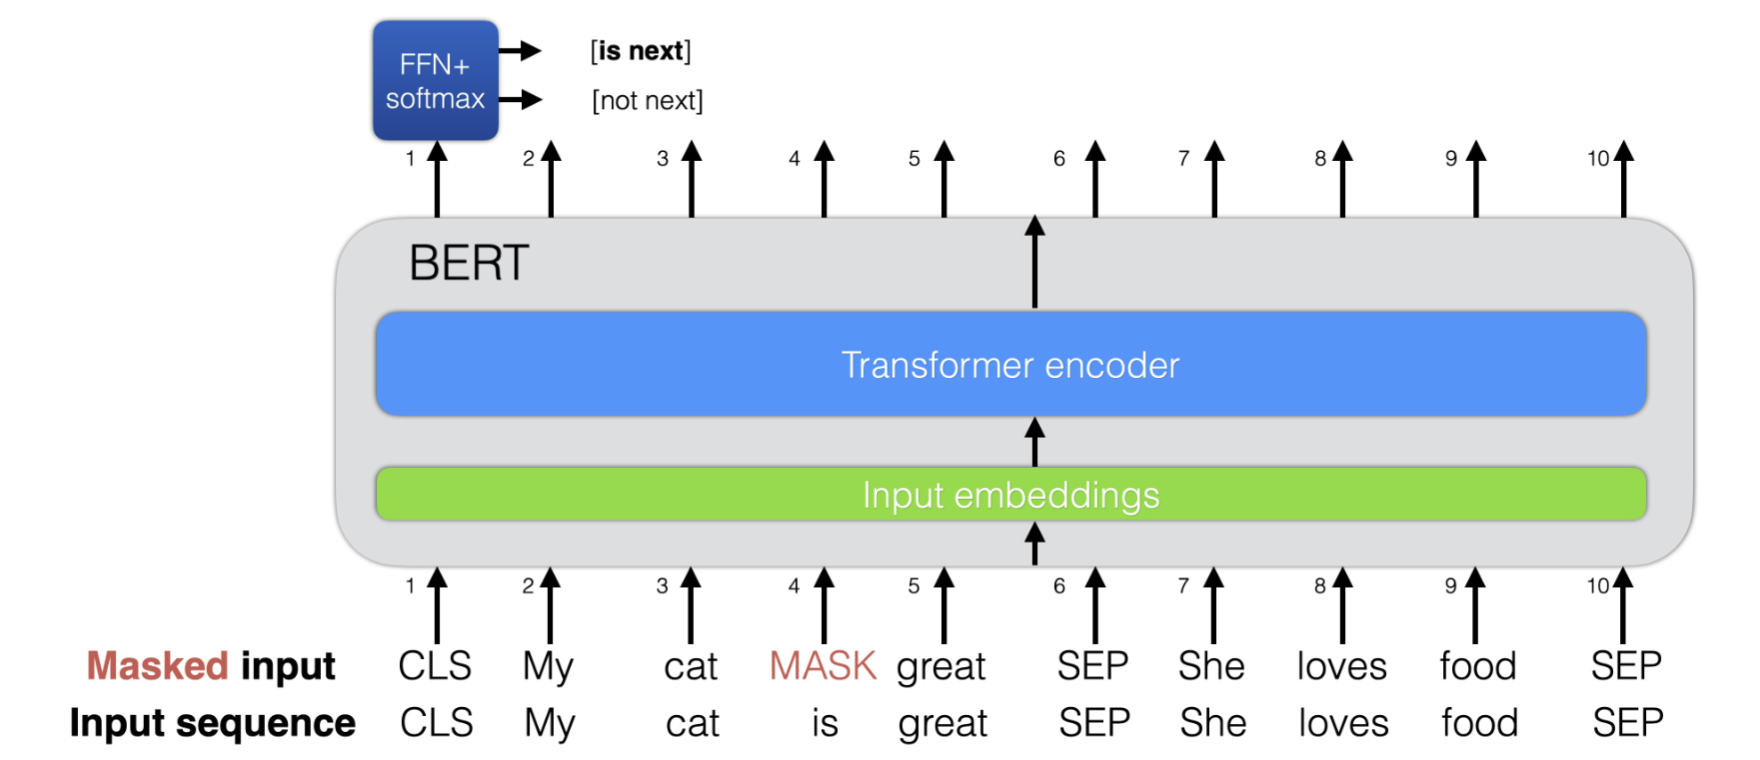 FFN+
softmax
[is next]
[not next]
1 2 3 4 5 6 7 8 9 10
BERT
Transformer encoder
Input embeddings
1 2 3 4 5 6 7 8 9 10
Masked input CLS My cat MASK great SEP She loves food SEP
Input sequence CLS My cat is great SEP She loves food SEP